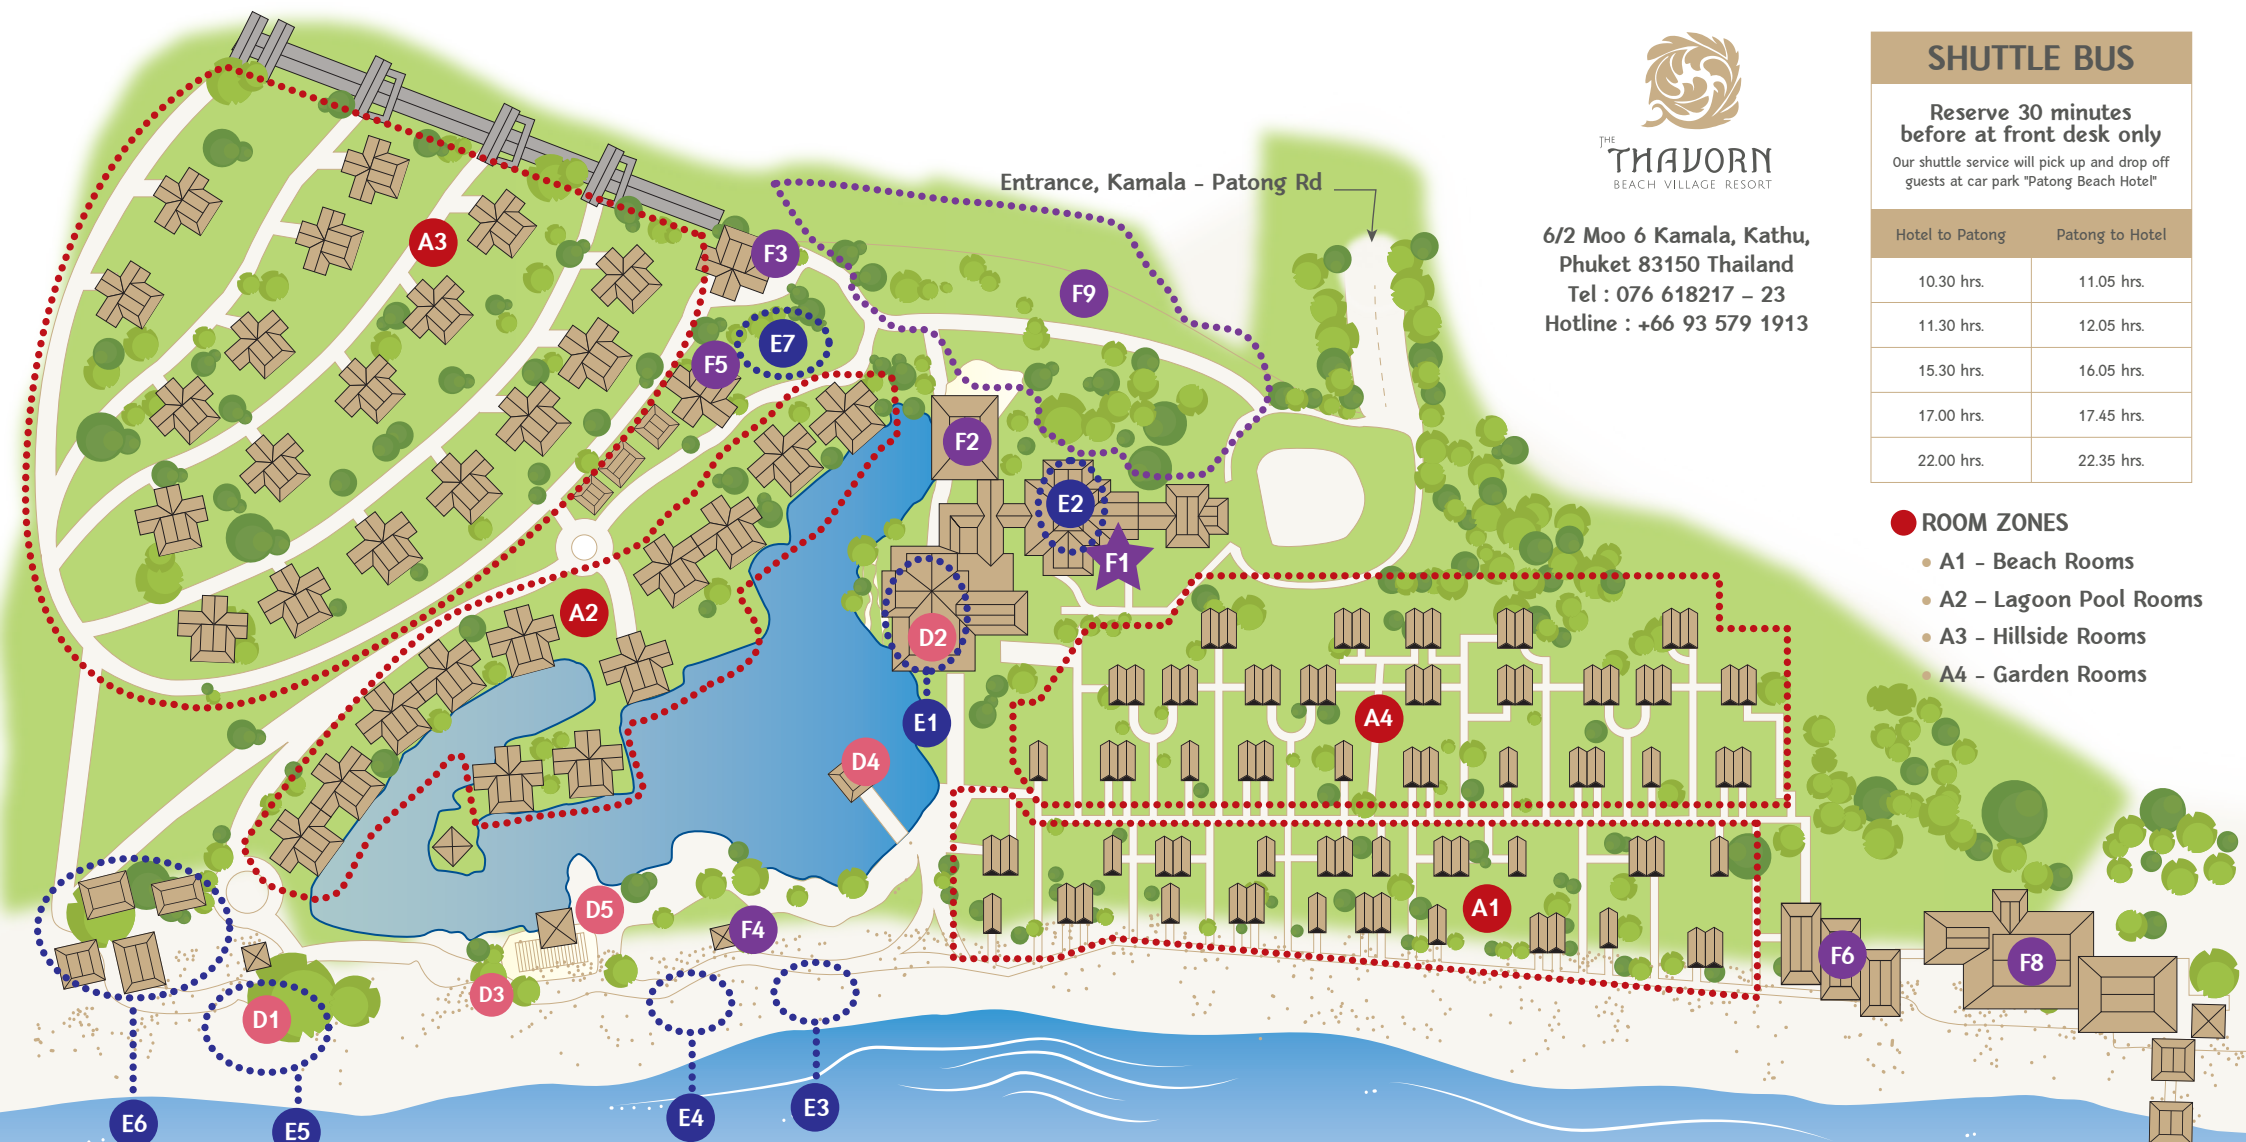 Entrance, Kamala - Patong Rd
THE
THAVORN
BEACH VILLAGE RESORT
6/2 Moo 6 Kamala, Kathu,
Phuket 83150 Thailand
Tel : 076 618217 – 23
Hotline : +66 93 579 1913
SHUTTLE BUS
Reserve 30 minutes
before at front desk only
Our shuttle service will pick up and drop off
guests at car park "Patong Beach Hotel"
Hotel to Patong Patong to Hotel
10.30 hrs. 11.05 hrs.
11.30 hrs. 12.05 hrs.
15.30 hrs. 16.05 hrs.
17.00 hrs. 17.45 hrs.
22.00 hrs. 22.35 hrs.
ROOM ZONES
• A1 - Beach Rooms
• A2 – Lagoon Pool Rooms
• A3 - Hillside Rooms
• A4 - Garden Rooms
A3
F3
F9
E7
F5
F2
E2
F1
A2
D2
E1
A4
D4
D5
A1
F4
F6
F8
D3
D1
E6
E5
E4
E3